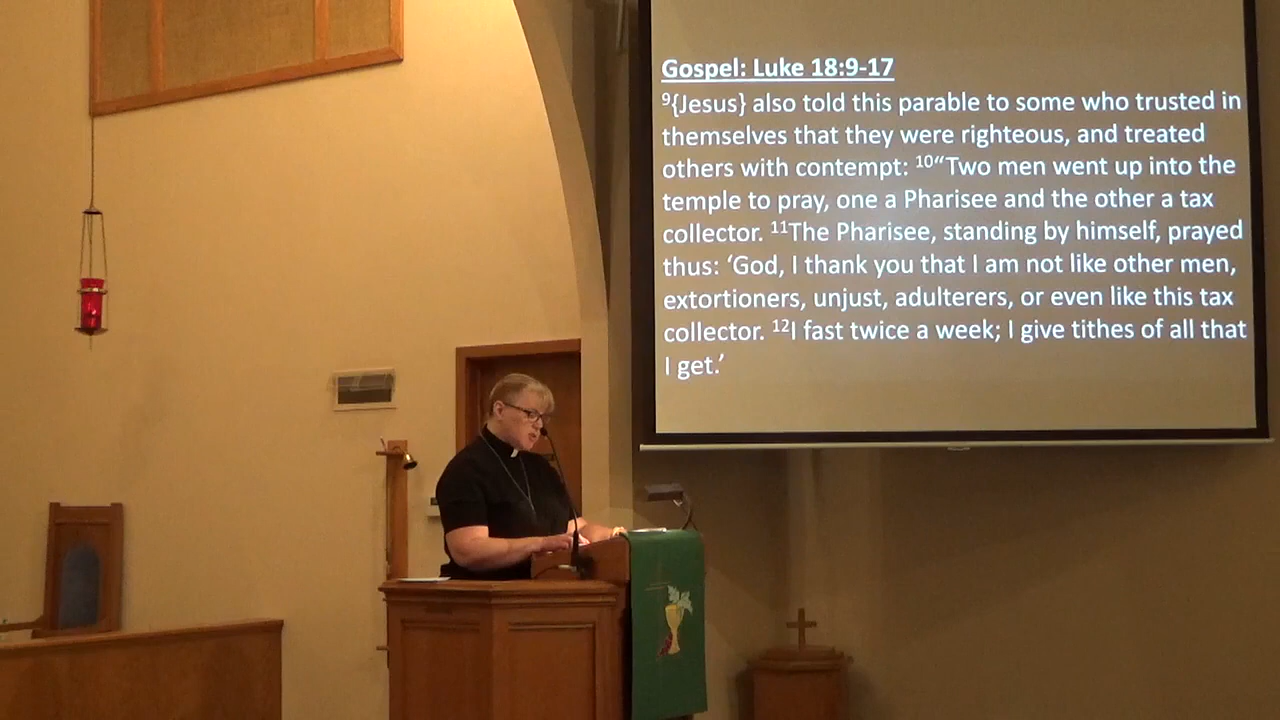 Gospel: Luke 18:9-17
⁹{Jesus} also told this parable to some who trusted in
themselves that they were righteous, and treated
others with contempt: ¹⁰“Two men went up into the
temple to pray, one a Pharisee and the other a tax
collector. ¹¹The Pharisee, standing by himself, prayed
thus: ‘God, I thank you that I am not like other men,
extortioners, unjust, adulterers, or even like this tax
collector. ¹²I fast twice a week; I give tithes of all that
I get.’